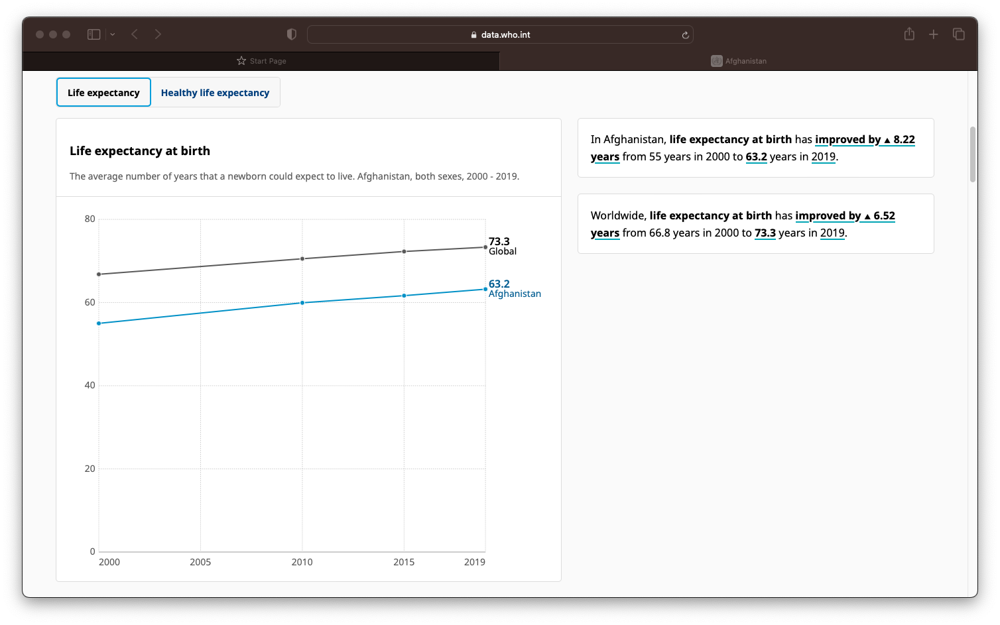 data.who.int
Start Page
Afghanistan
Life expectancy
Healthy life expectancy
Life expectancy at birth
The average number of years that a newborn could expect to live. Afghanistan, both sexes, 2000 - 2019.
80
60
40
20
0
2000
2005
2010
2015
2019
73.3
Global
63.2
Afghanistan
In Afghanistan, life expectancy at birth has improved by ▲ 8.22
years from 55 years in 2000 to 63.2 years in 2019.
Worldwide, life expectancy at birth has improved by ▲ 6.52
years from 66.8 years in 2000 to 73.3 years in 2019.